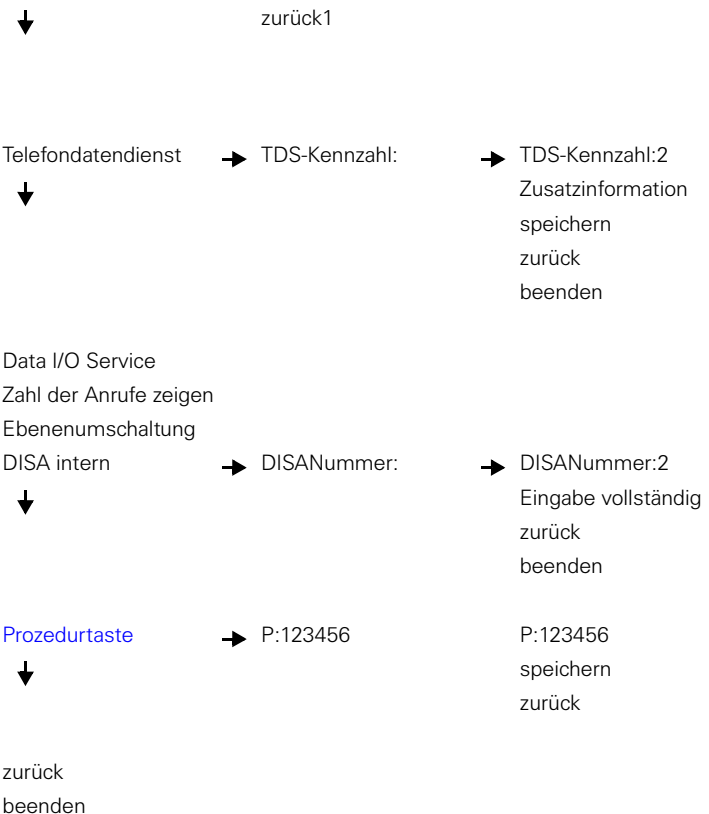 zurück1
Telefondatendienst TDS-Kennzahl: TDS-Kennzahl:2
Zusatzinformation
speichern
zurück
beenden
Data I/O Service
Zahl der Anrufe zeigen
Ebenenumschaltung
DISA intern DISANummer: DISANummer:2
Eingabe vollständig
zurück
beenden
Prozedurtaste P:123456 P:123456
speichern
zurück
zurück
beenden